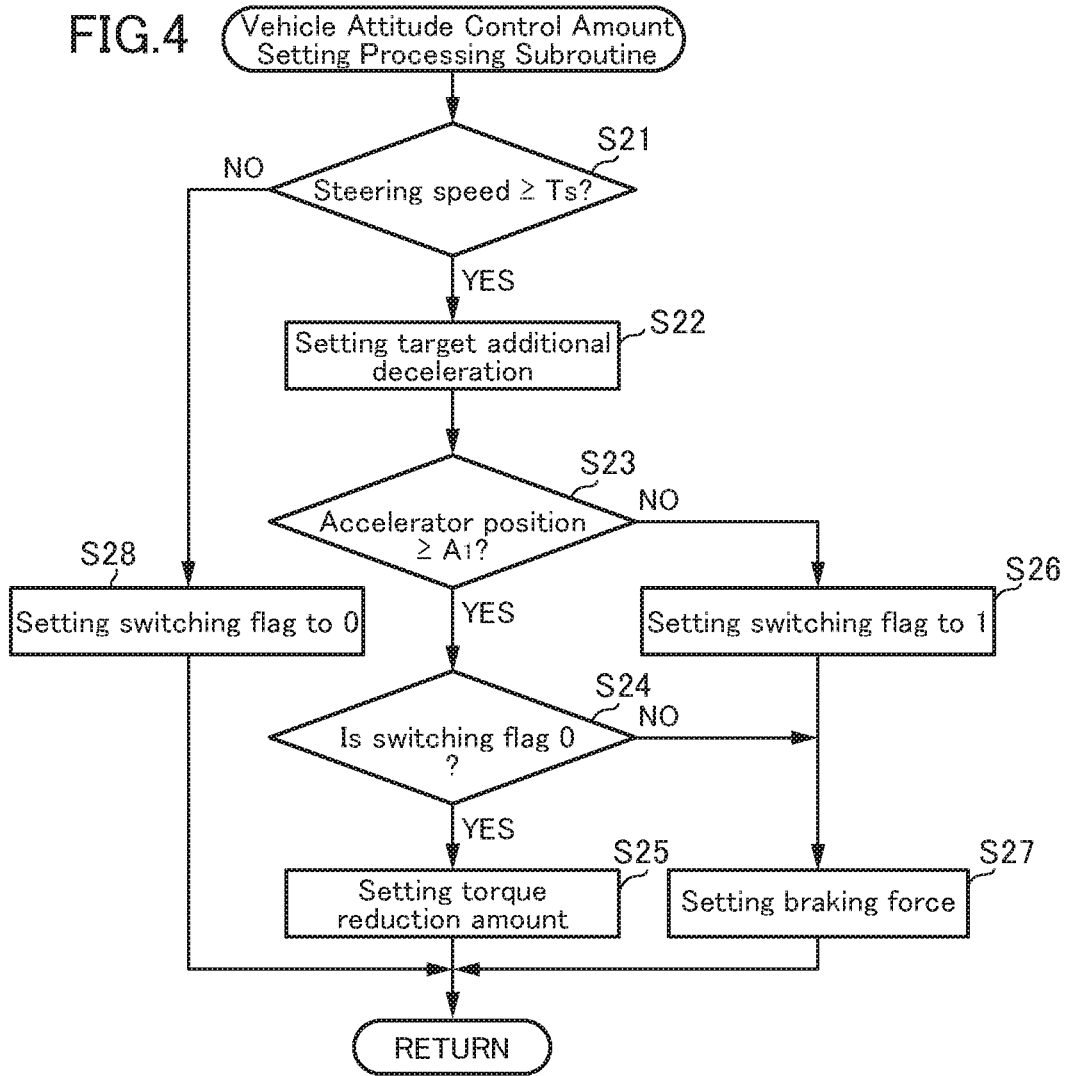 FIG.4
Vehicle Attitude Control Amount
Setting Processing Subroutine
S21
NO
Steering speed ≥ Ts?
YES
S22
Setting target additional
deceleration
S23
NO
Accelerator position
≥ A1?
S28
YES
S26
Setting switching flag to 0
Setting switching flag to 1
S24
NO
Is switching flag 0
?
YES
S25
S27
Setting torque
reduction amount
Setting braking force
RETURN